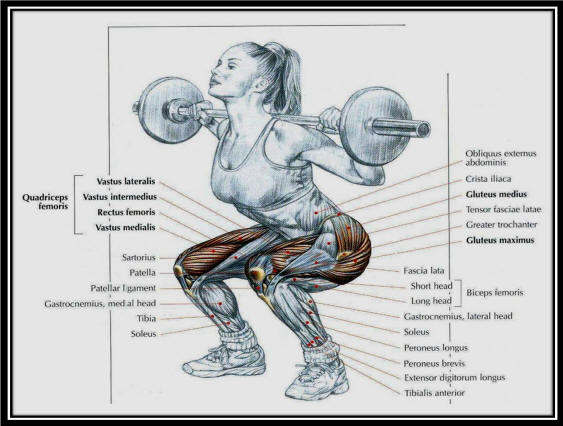 Quadriceps
femoris
Vastus lateralis
Vastus intermedius
Rectus femoris
Vastus medialis
Sartorius
Patella
Patellar ligament
Gastrocnemius, medial head
Tibia
Soleus
Obliquus externus
abdominis
Crista iliaca
Gluteus medius
Tensor fasciae latae
Greater trochanter
Gluteus maximus
Fascia lata
Short head
Long head
Biceps femoris
Gastrocnemius, lateral head
Soleus
Peroneus longus
Peroneus brevis
Extensor digitorum longus
Tibialis anterior